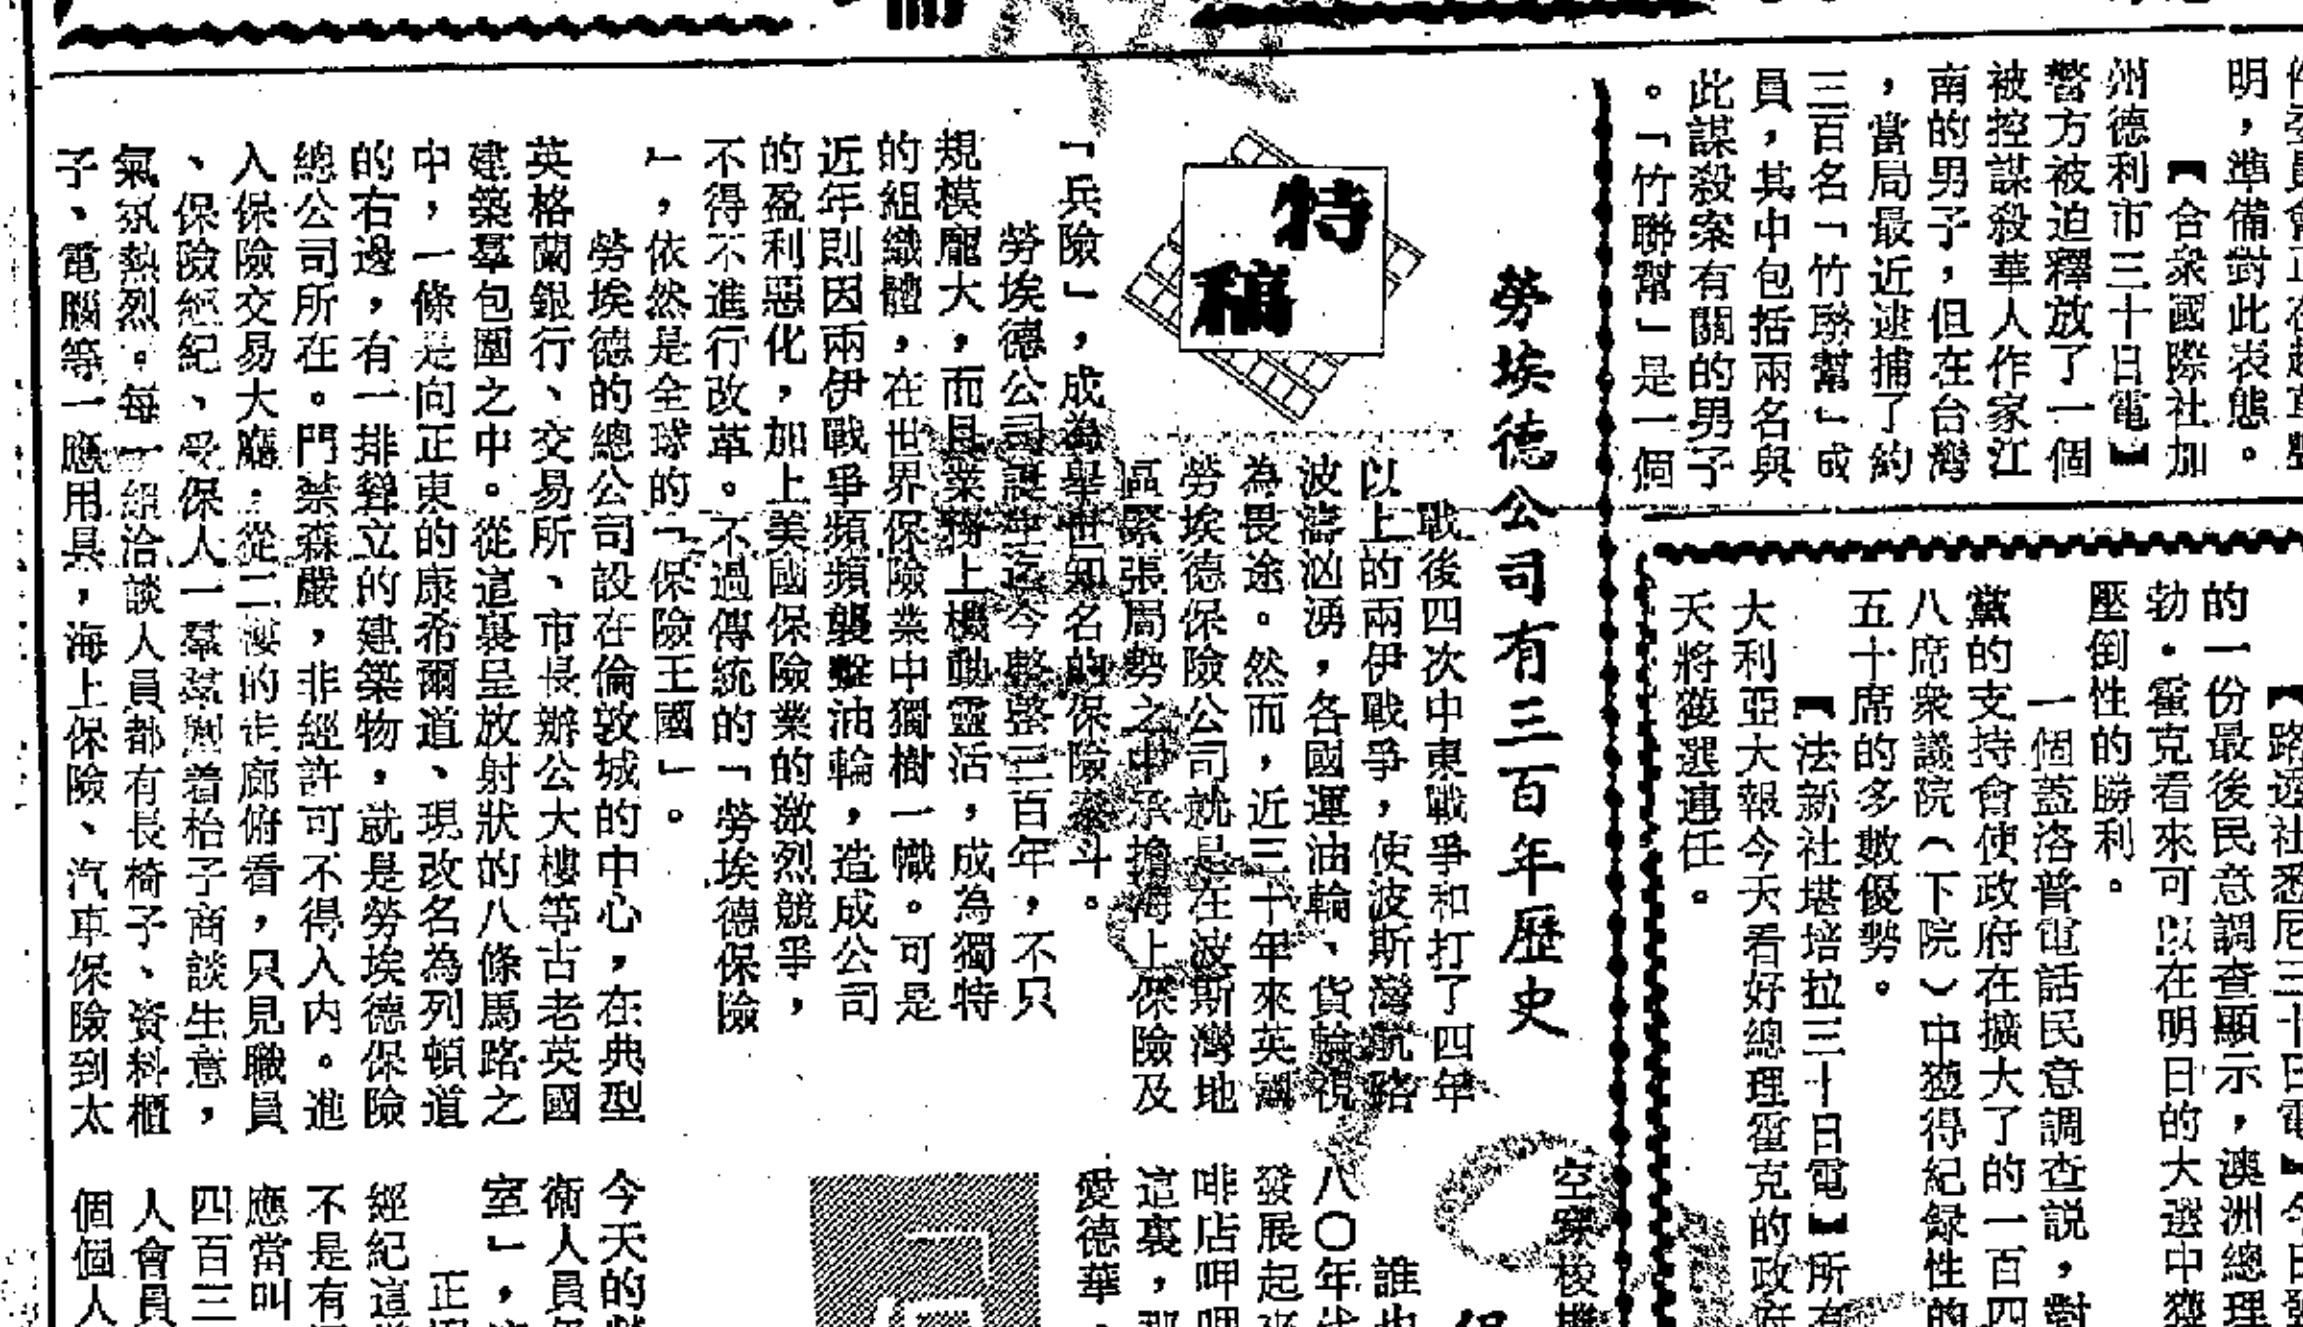 明，準備對此表態。
【合衆國際社加
州德利市三十日電】
警方被迫釋放了一個
被控謀殺華人作家江
南的男子，但在台灣
，當局最近逮捕了約
三百名「竹聯幫」成
員，其中包括兩名與
此謀殺案有關的男子
。「竹聯幫」是一個
的一份最後民意調查顯示，澳洲總理
勃·霍克看來可以在明日的大選中獲
壓倒性的勝利。
一個蓋洛普電話民意調查説，對
黨的支持會使政府在擴大了的一百四
八席衆議院（下院）中獲得紀録性的
五十席的多數優勢。
【法新社堪培拉三十日電】所有
大利亞大報今天看好總理霍克的政府
天將獲選連任。
特稿
勞埃德公司有三百年歷史
戰後四次中東戰爭和打了四年
以上的兩伊戰爭，使波斯灣航路
波濤凶湧，各國運油輪、貨輪視
為畏途。然而，近三十年來英國
勞埃德保險公司就是在波斯灣地
區緊張局勢之中承擔海上保險及
「兵險」，成為舉世知名的保險泰斗。
勞埃德公司誕生迄今整整三百年，不只
規模龐大，而且業務上機動靈活，成為獨特
的組織體，在世界保險業中獨樹一幟。可是
近年則因兩伊戰爭頻頻襲擊油輪，造成公司
的盈利惡化，加上美國保險業的激烈競爭，
不得不進行改革。不過傳統的「勞埃德保險
」，依然是全球的「保險王國」。
勞埃德的總公司設在倫敦城的中心，在典型
英格蘭銀行、交易所、市長辦公大樓等古老英國
建築羣包圍之中。從這裏呈放射狀的八條馬路之
中，一條是向正東的康希爾道、現改名為列頓道
的右邊，有一排聳立的建築物，就是勞埃德保險
總公司所在。門禁森嚴，非經許可不得入内。進
入保險交易大廳，從二樓的走廊俯看，只見職員
、保險經紀、受保人一羣羣圍着枱子商談生意，
氣氛熱烈。每一組洽談人員都有長椅子、資料櫃
子、電腦等一應用具，海上保險、汽車保險到太
空穿梭機
誰也
八〇年代
發展起來
啡店呷呷
這裏，那
愛德華
今天的
術人員
室」，
正
經紀這
不是有
應當叫
四百三
人會員
個個人